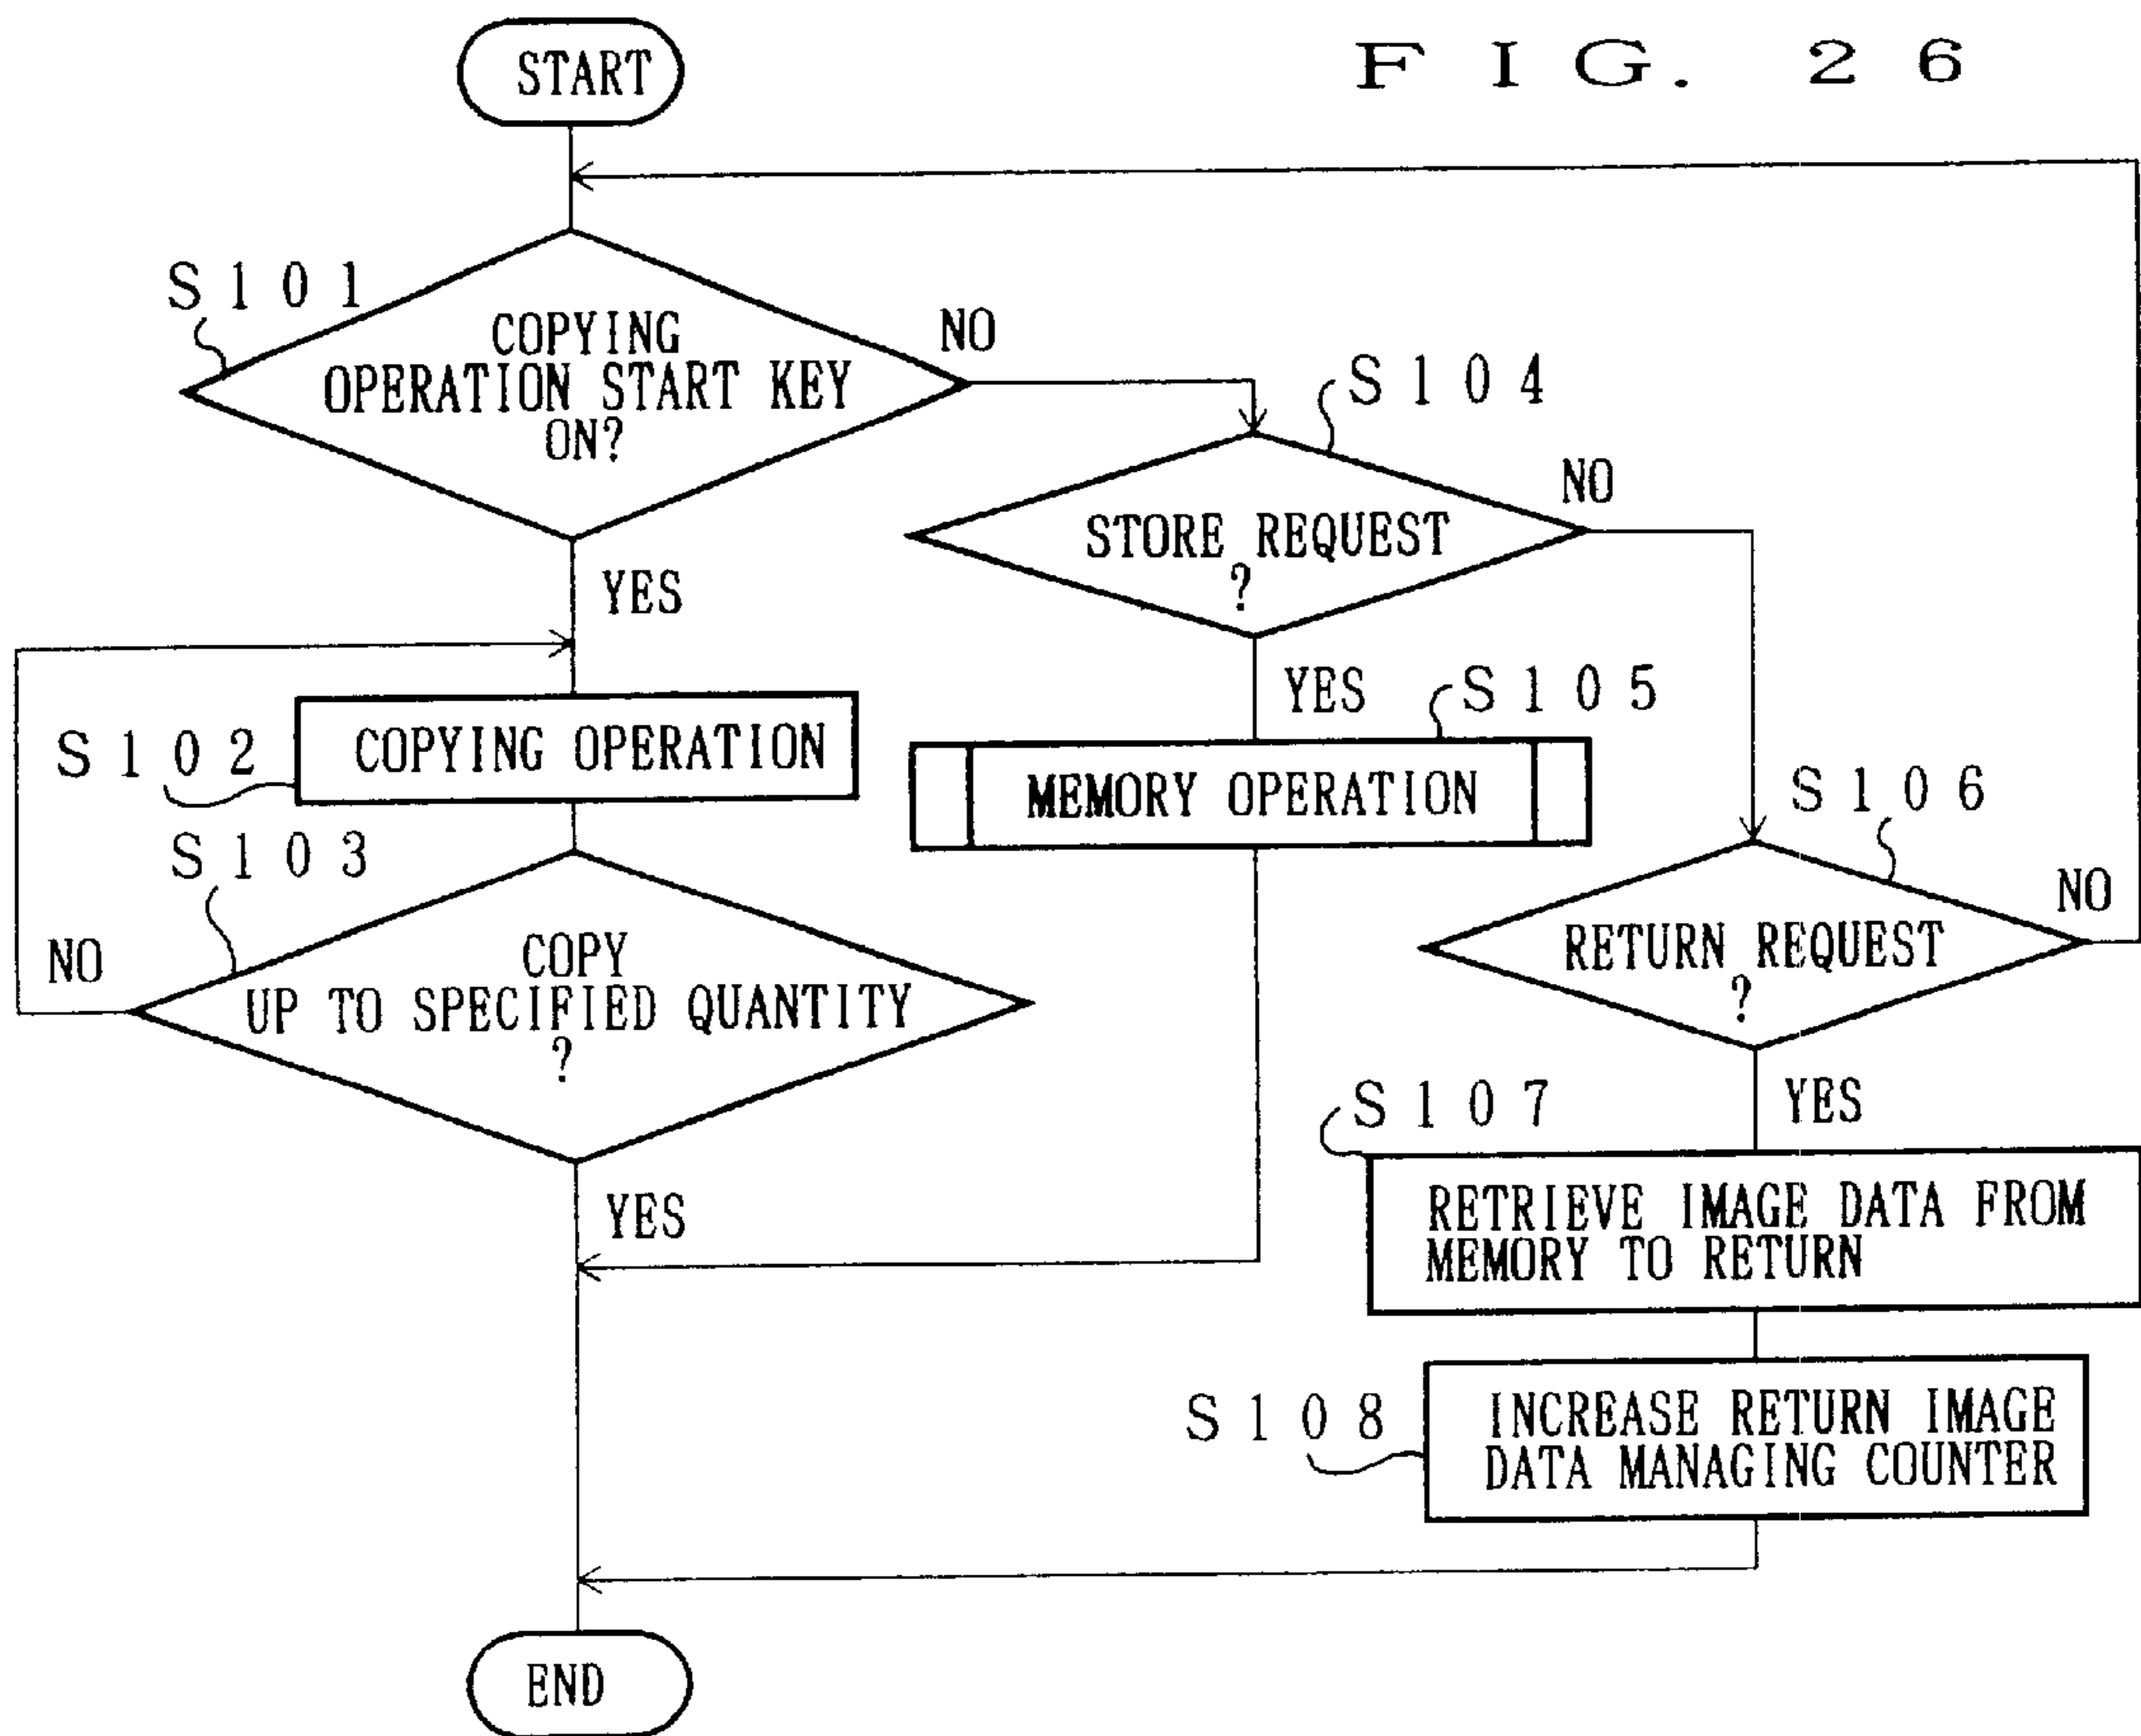 F I G. 2 6
START
S 1 0 1
COPYING
OPERATION START KEY
ON?
NO
YES
S 1 0 4
STORE REQUEST
?
NO
YES
S 1 0 2
COPYING OPERATION
S 1 0 5
MEMORY OPERATION
S 1 0 3
COPY
UP TO SPECIFIED QUANTITY
?
NO
YES
S 1 0 6
RETURN REQUEST
?
NO
YES
S 1 0 7
RETRIEVE IMAGE DATA FROM
MEMORY TO RETURN
S 1 0 8
INCREASE RETURN IMAGE
DATA MANAGING COUNTER
END